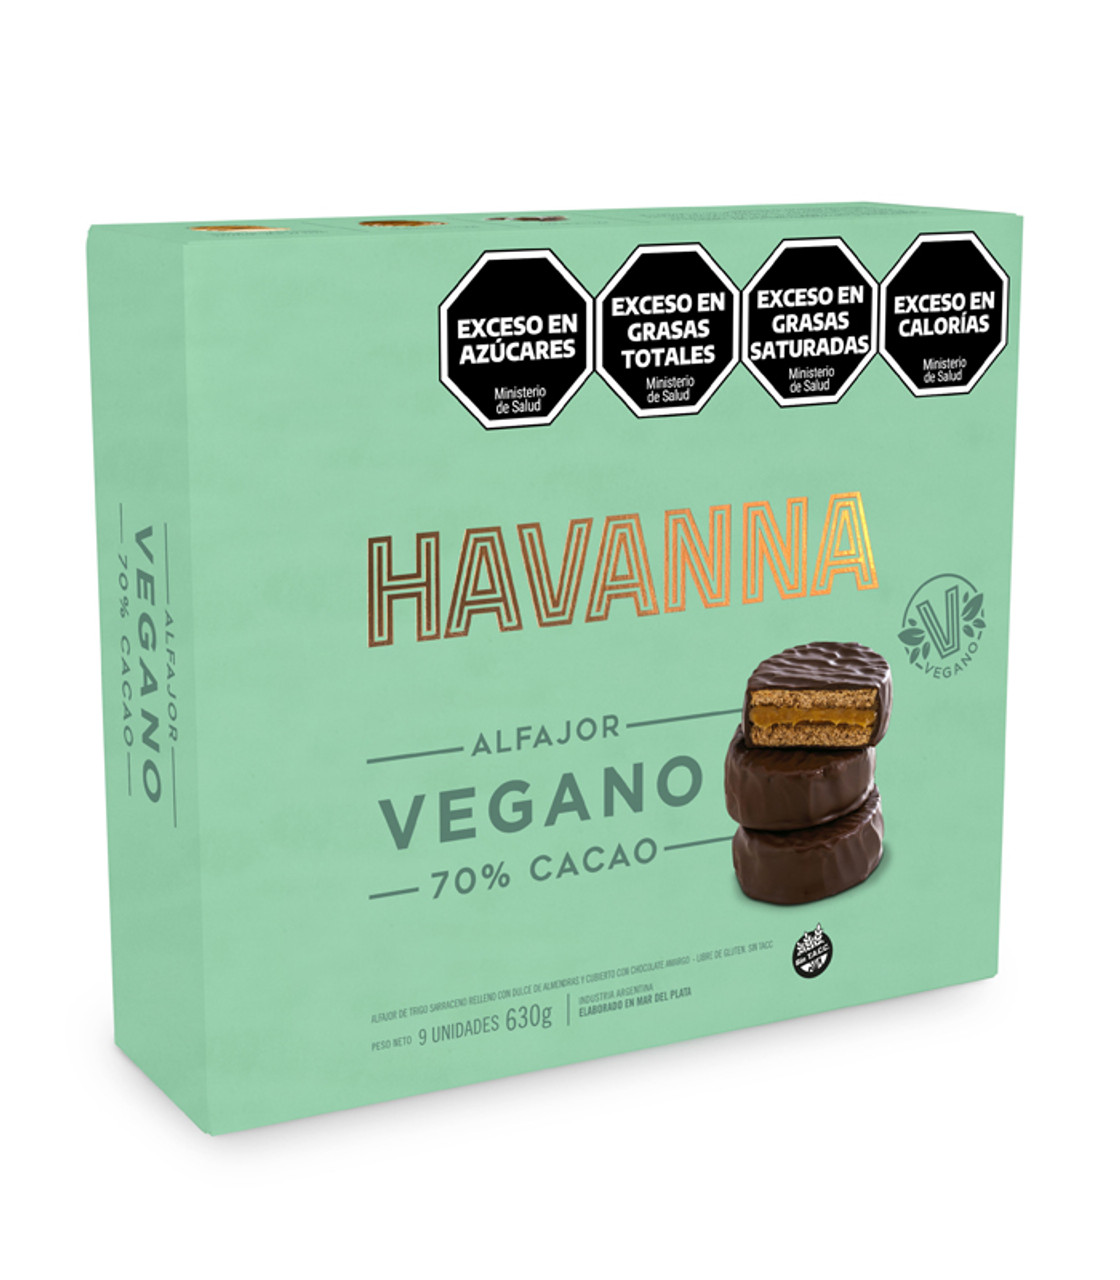 EXCESO EN
AZÚCARES
Ministerio
de Salud
EXCESO EN
GRASAS
TOTALES
Ministerio
de Salud
EXCESO EN
GRASAS
SATURADAS
Ministerio
de Salud
EXCESO EN
CALORÍAS
Ministerio
de Salud
HAVANNA
V
VEGANO
ALFAJOR
VEGANO
70% CACAO
ALFAJOR DE TRIGO SARRACENO RELLENO CON DULCE DE ALMENDRAS Y CUBIERTO CON CHOCOLATE AMARGO - LIBRE DE GLUTEN. SIN TACC
Sin T.A.C.C.
PESO NETO 9 UNIDADES 630g
INDUSTRIA ARGENTINA
ELABORADO EN MAR DEL PLATA
ALFAJOR
VEGANO
70% CACAO